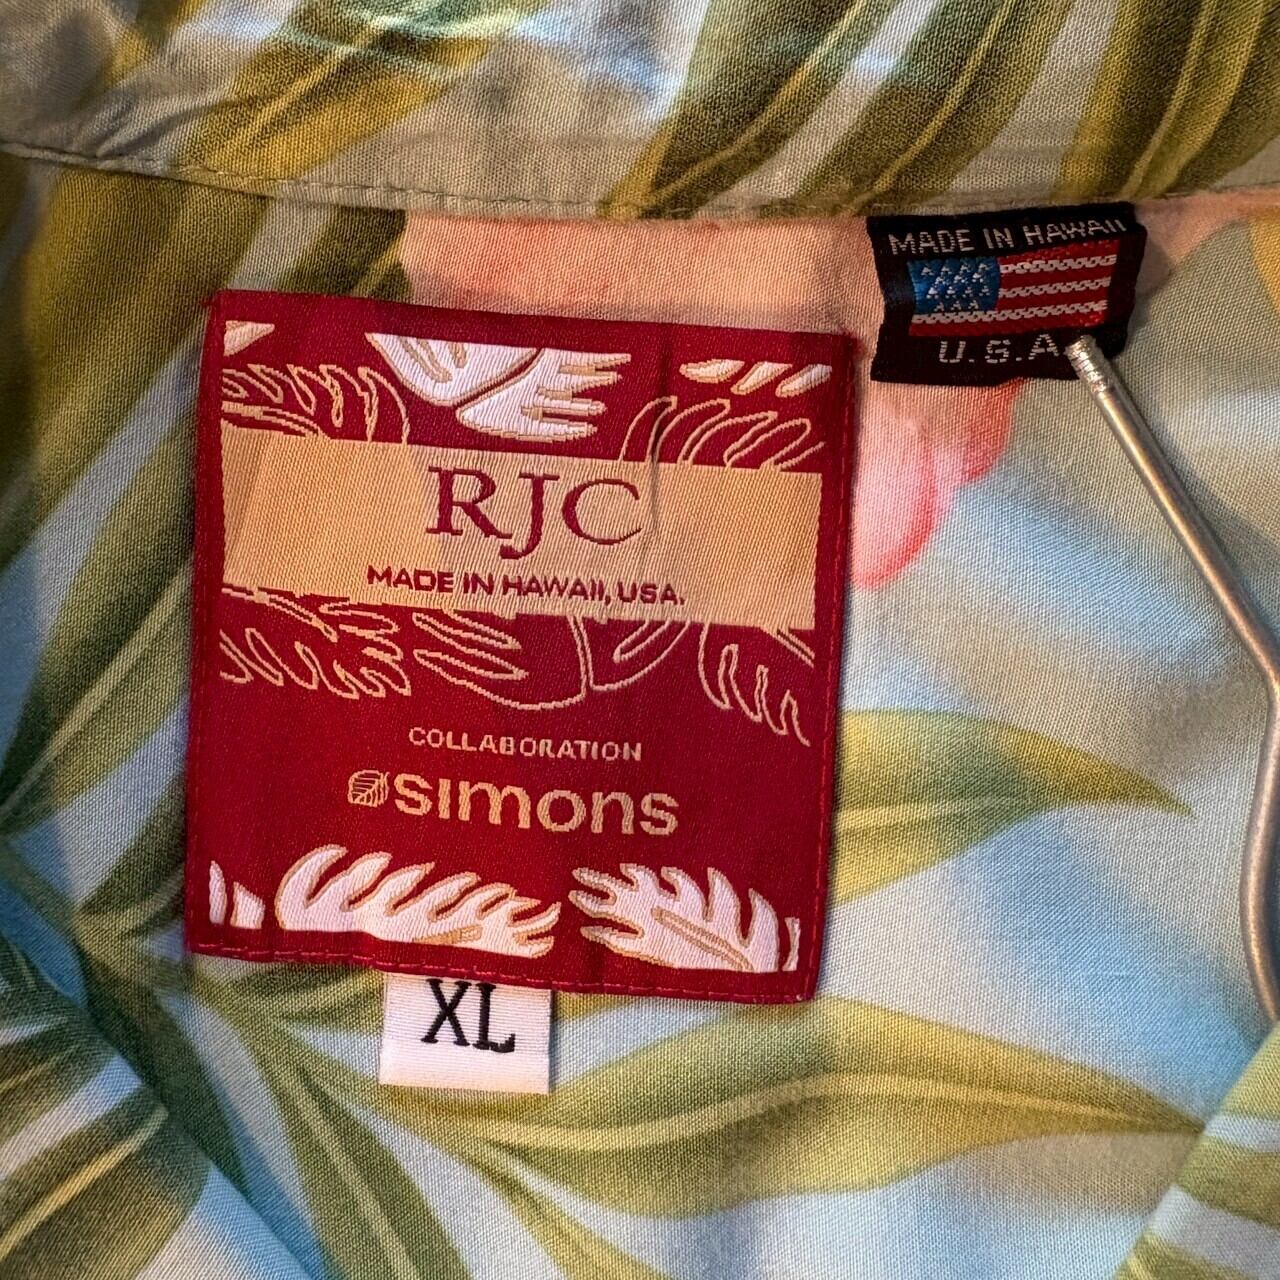 MADE IN HAWAII
U.S.A.
RJC
MADE IN HAWAII, USA.
COLLABORATION
simons
XL